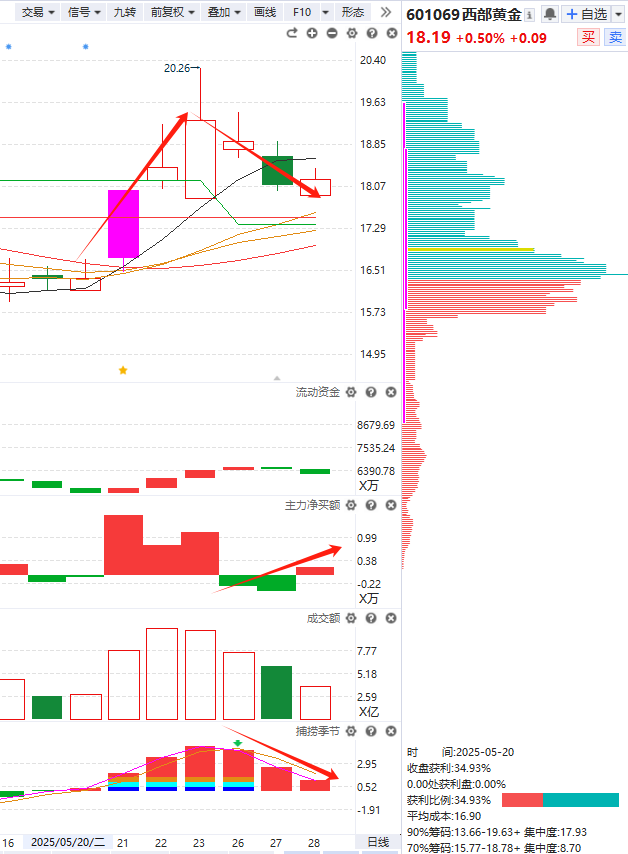 交易 信号 九转 前复权 叠加 画线 F10 形态
601069 西部黄金
18.19 +0.50% +0.09
+自选
买 卖
20.26→
20.40
19.63
18.85
18.07
17.29
16.51
15.73
14.95
流动资金
8679.69
7535.24
6390.78
X万
主力净买额
0.99
0.38
-0.22
X万
成交额
7.77
5.18
2.59
X亿
捕捞季节
2.95
0.52
-1.91
16 2025/05/20/二 21 22 23 26 27 28 日线
时 间:2025-05-20
收盘获利:34.93%
0.00处获利盘:0.00%
获利比例:34.93%
平均成本:16.90
90%筹码:13.66-19.63+ 集中度:17.93
70%筹码:15.77-18.78+ 集中度:8.70